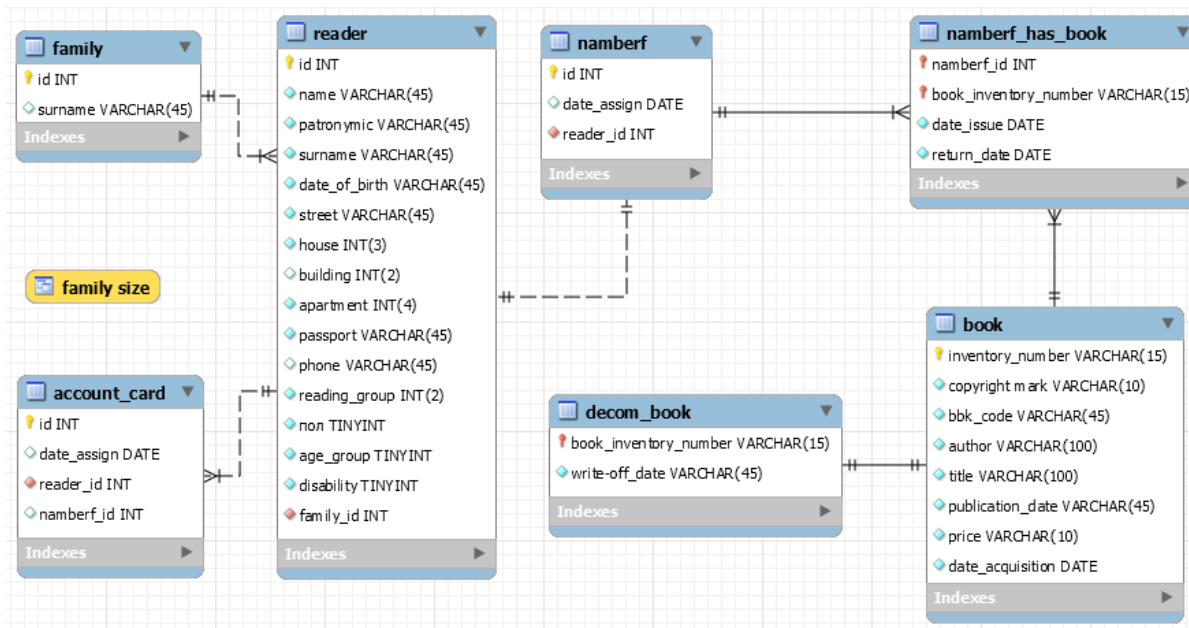 family
id INT
surname VARCHAR(45)
Indexes
reader
id INT
name VARCHAR(45)
patronymic VARCHAR(45)
surname VARCHAR(45)
date_of_birth VARCHAR(45)
street VARCHAR(45)
house INT(3)
building INT(2)
apartment INT(4)
passport VARCHAR(45)
phone VARCHAR(45)
reading_group INT(2)
пол TINYINT
age_group TINYINT
disability TINYINT
family_id INT
Indexes
namberf
id INT
date_assign DATE
reader_id INT
Indexes
namberf_has_book
namberf_id INT
book_inventory_number VARCHAR(15)
date_issue DATE
return_date DATE
Indexes
family size
account_card
id INT
date_assign DATE
reader_id INT
namberf_id INT
Indexes
decom_book
book_inventory_number VARCHAR(15)
write-off_date VARCHAR(45)
Indexes
book
inventory_number VARCHAR(15)
copyright mark VARCHAR(10)
bbk_code VARCHAR(45)
author VARCHAR(100)
title VARCHAR(100)
publication_date VARCHAR(45)
price VARCHAR(10)
date_acquisition DATE
Indexes